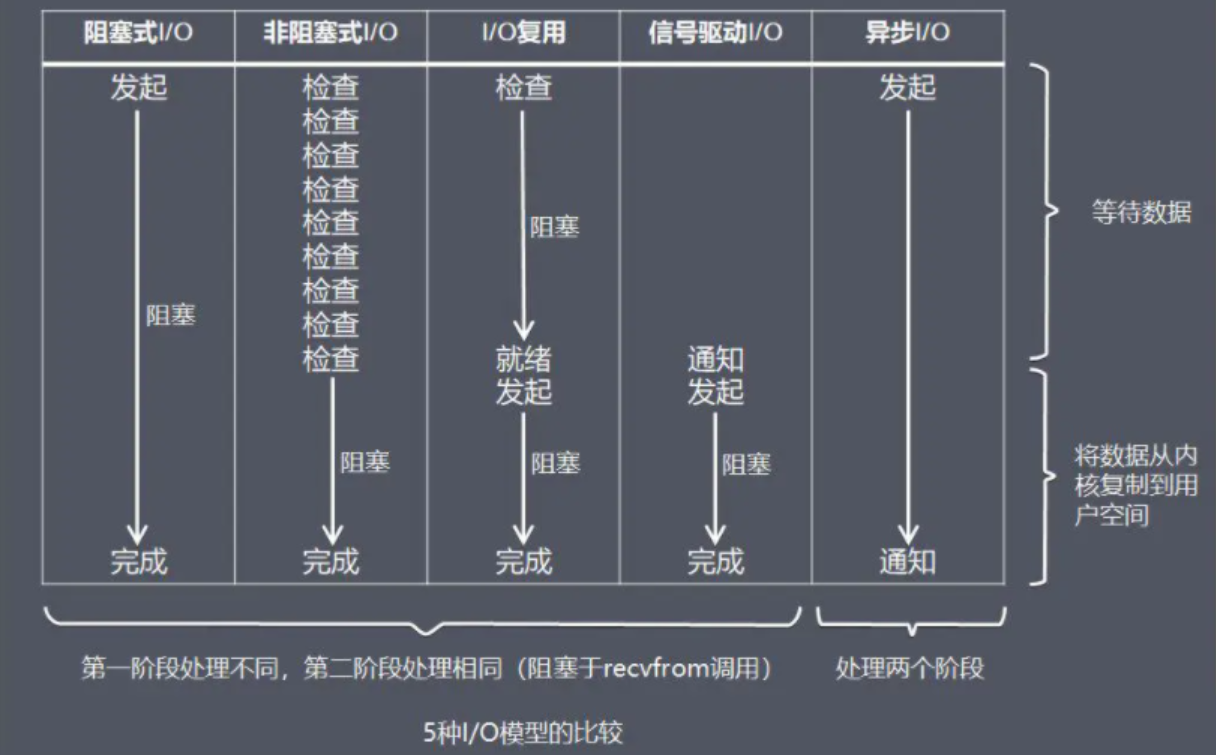 阻塞式I/O 非阻塞式I/O I/O复用 信号驱动I/O 异步I/O
发起 检查 检查 发起
检查
检查
检查
检查
检查
检查
检查
检查 就绪 通知
发起 发起
阻塞
阻塞
阻塞 阻塞 阻塞
完成 完成 完成 完成 通知
等待数据
将数据从内
核复制到用
户空间
第一阶段处理不同，第二阶段处理相同（阻塞于recvfrom调用） 处理两个阶段
5种I/O模型的比较